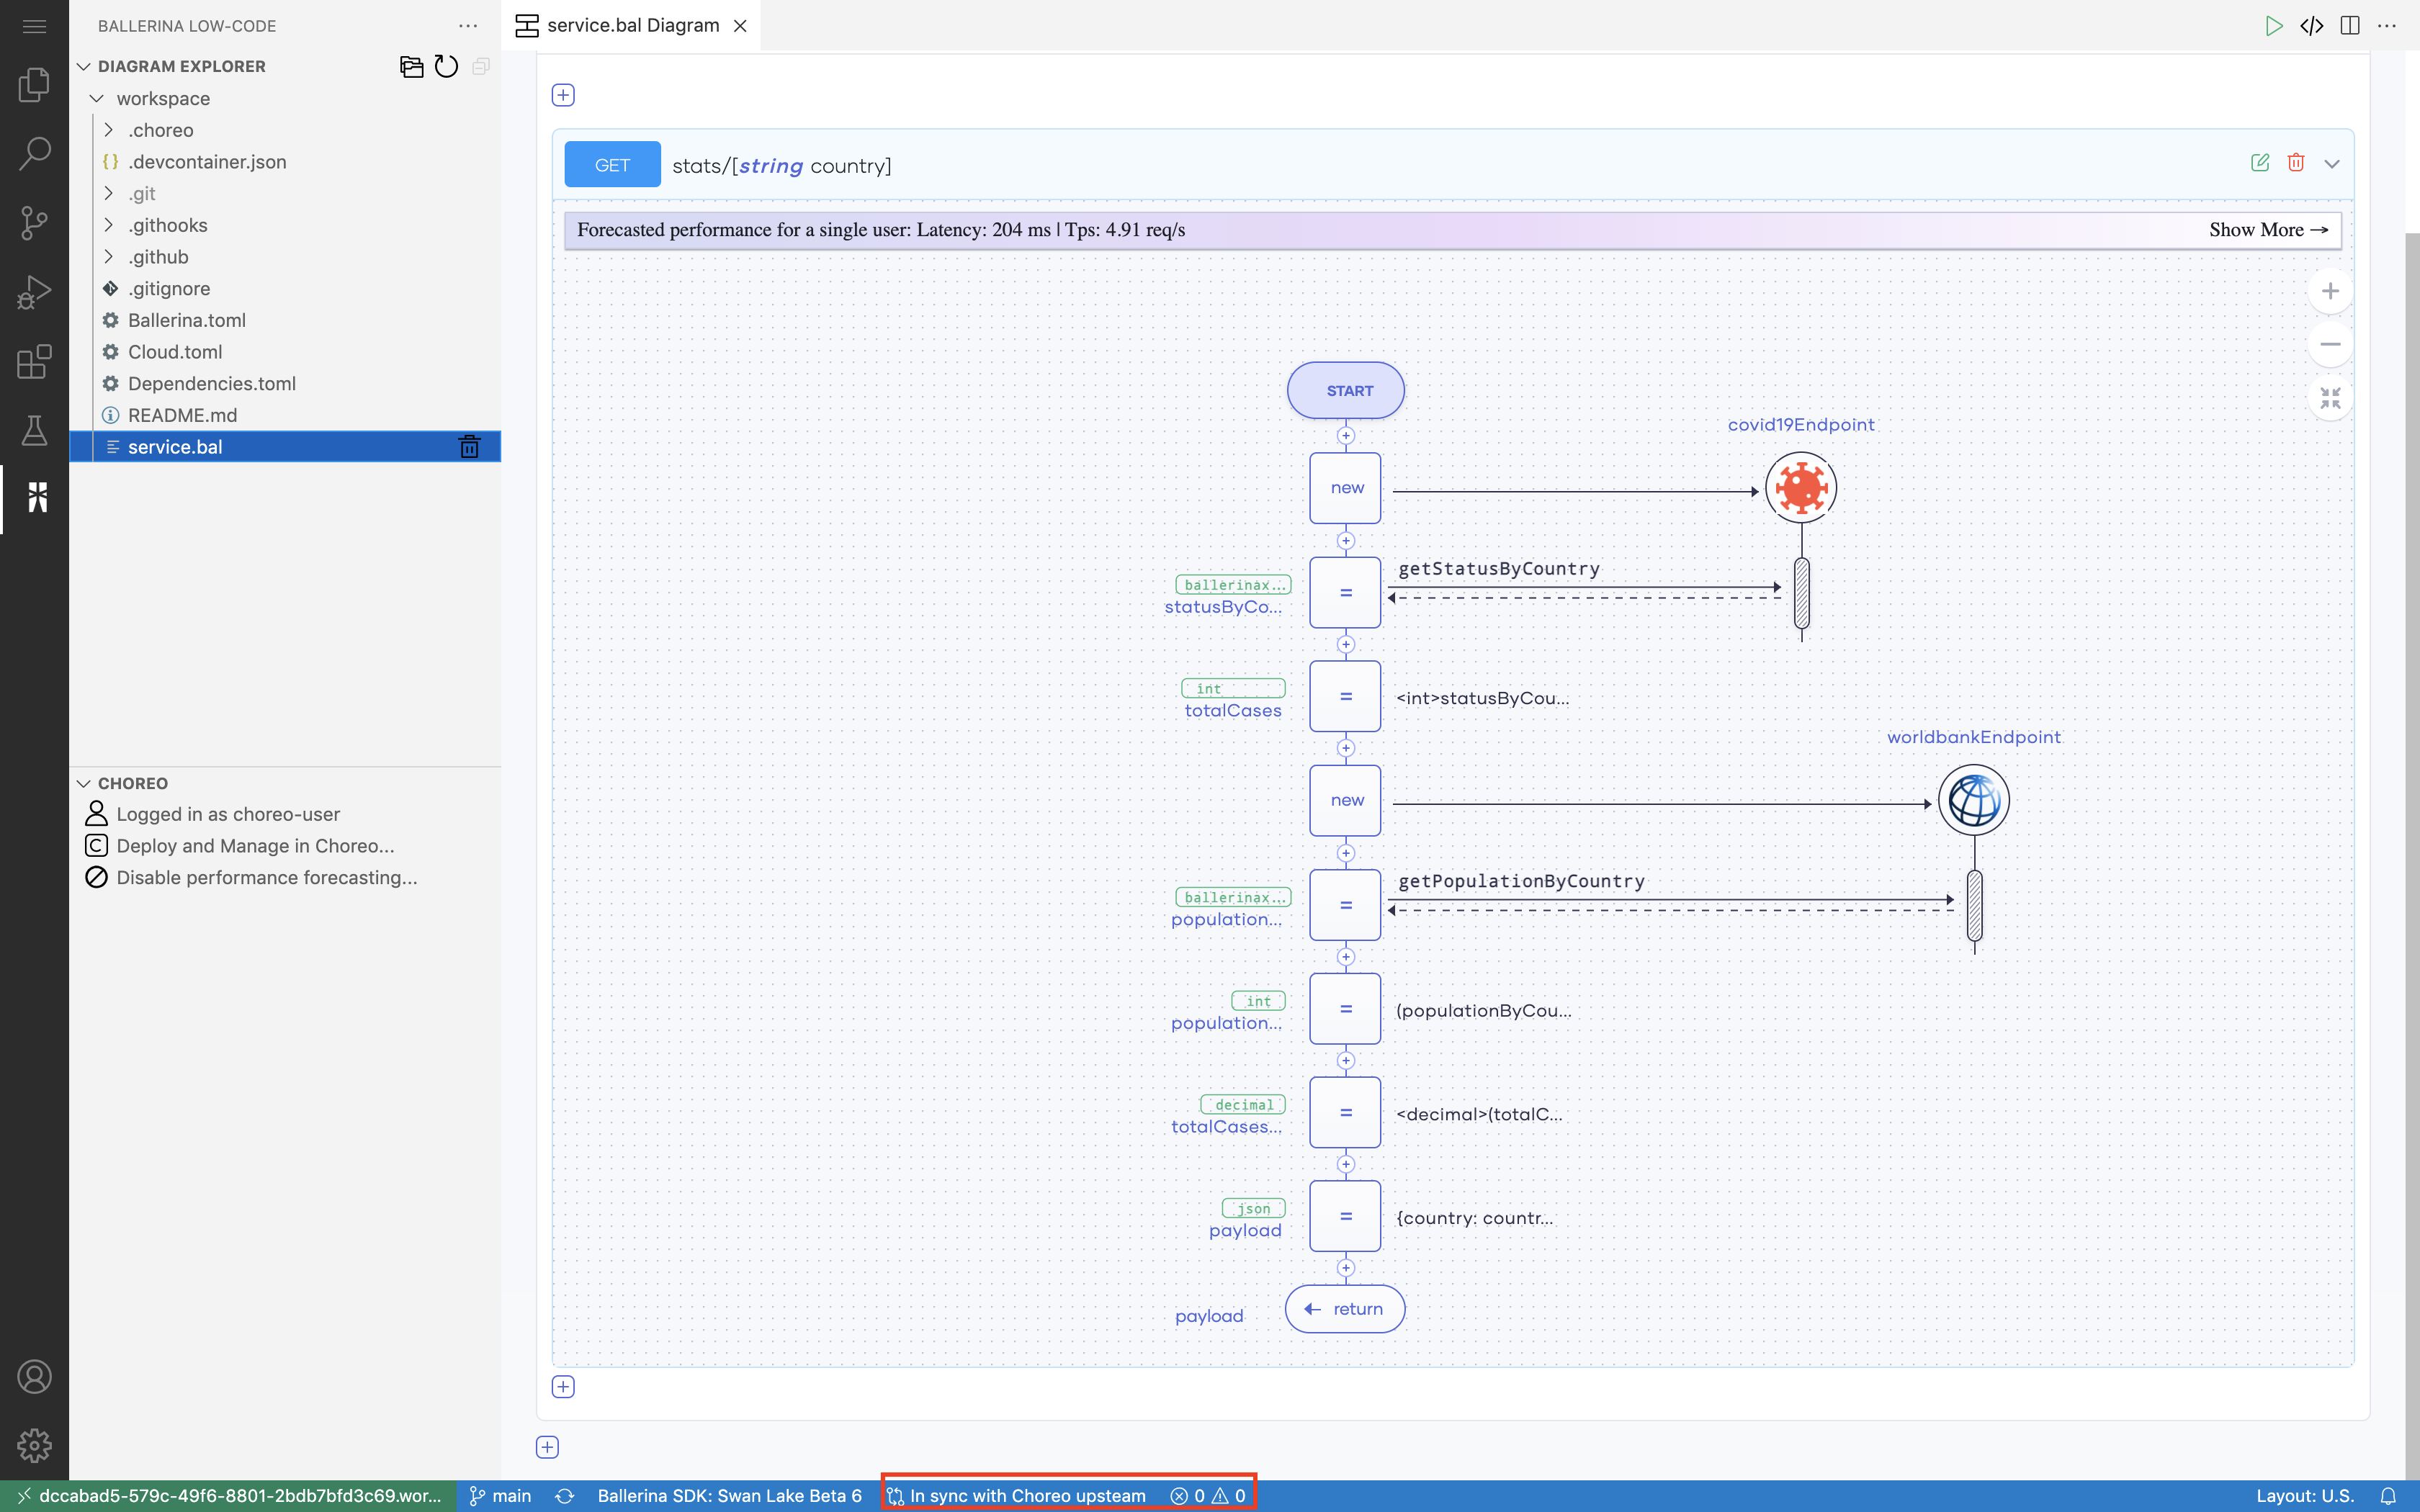 BALLERINA LOW-CODE
service.bal Diagram
DIAGRAM EXPLORER
workspace
.choreo
{} .devcontainer.json
.git
.githooks
.github
.gitignore
Ballerina.toml
Cloud.toml
Dependencies.toml
README.md
service.bal
CHOREO
Logged in as choreo-user
Deploy and Manage in Choreo...
Disable performance forecasting...
GET stats/[string country]
Forecasted performance for a single user: Latency: 204 ms | Tps: 4.91 req/s Show More →
START
covid19Endpoint
new
getStatusByCountry
ballerinax...
statusByCo...
=
int
totalCases
=
<int>statusByCou...
worldbankEndpoint
new
getPopulationByCountry
ballerinax...
population...
=
int
population...
=
(populationByCou...
decimal
totalCases...
=
<decimal>(totalC...
json
payload
=
{country: countr...
payload
return
dccabad5-579c-49f6-8801-2bdb7bfd3c69.wor... main Ballerina SDK: Swan Lake Beta 6 In sync with Choreo upsteam 0 0 Layout: U.S.